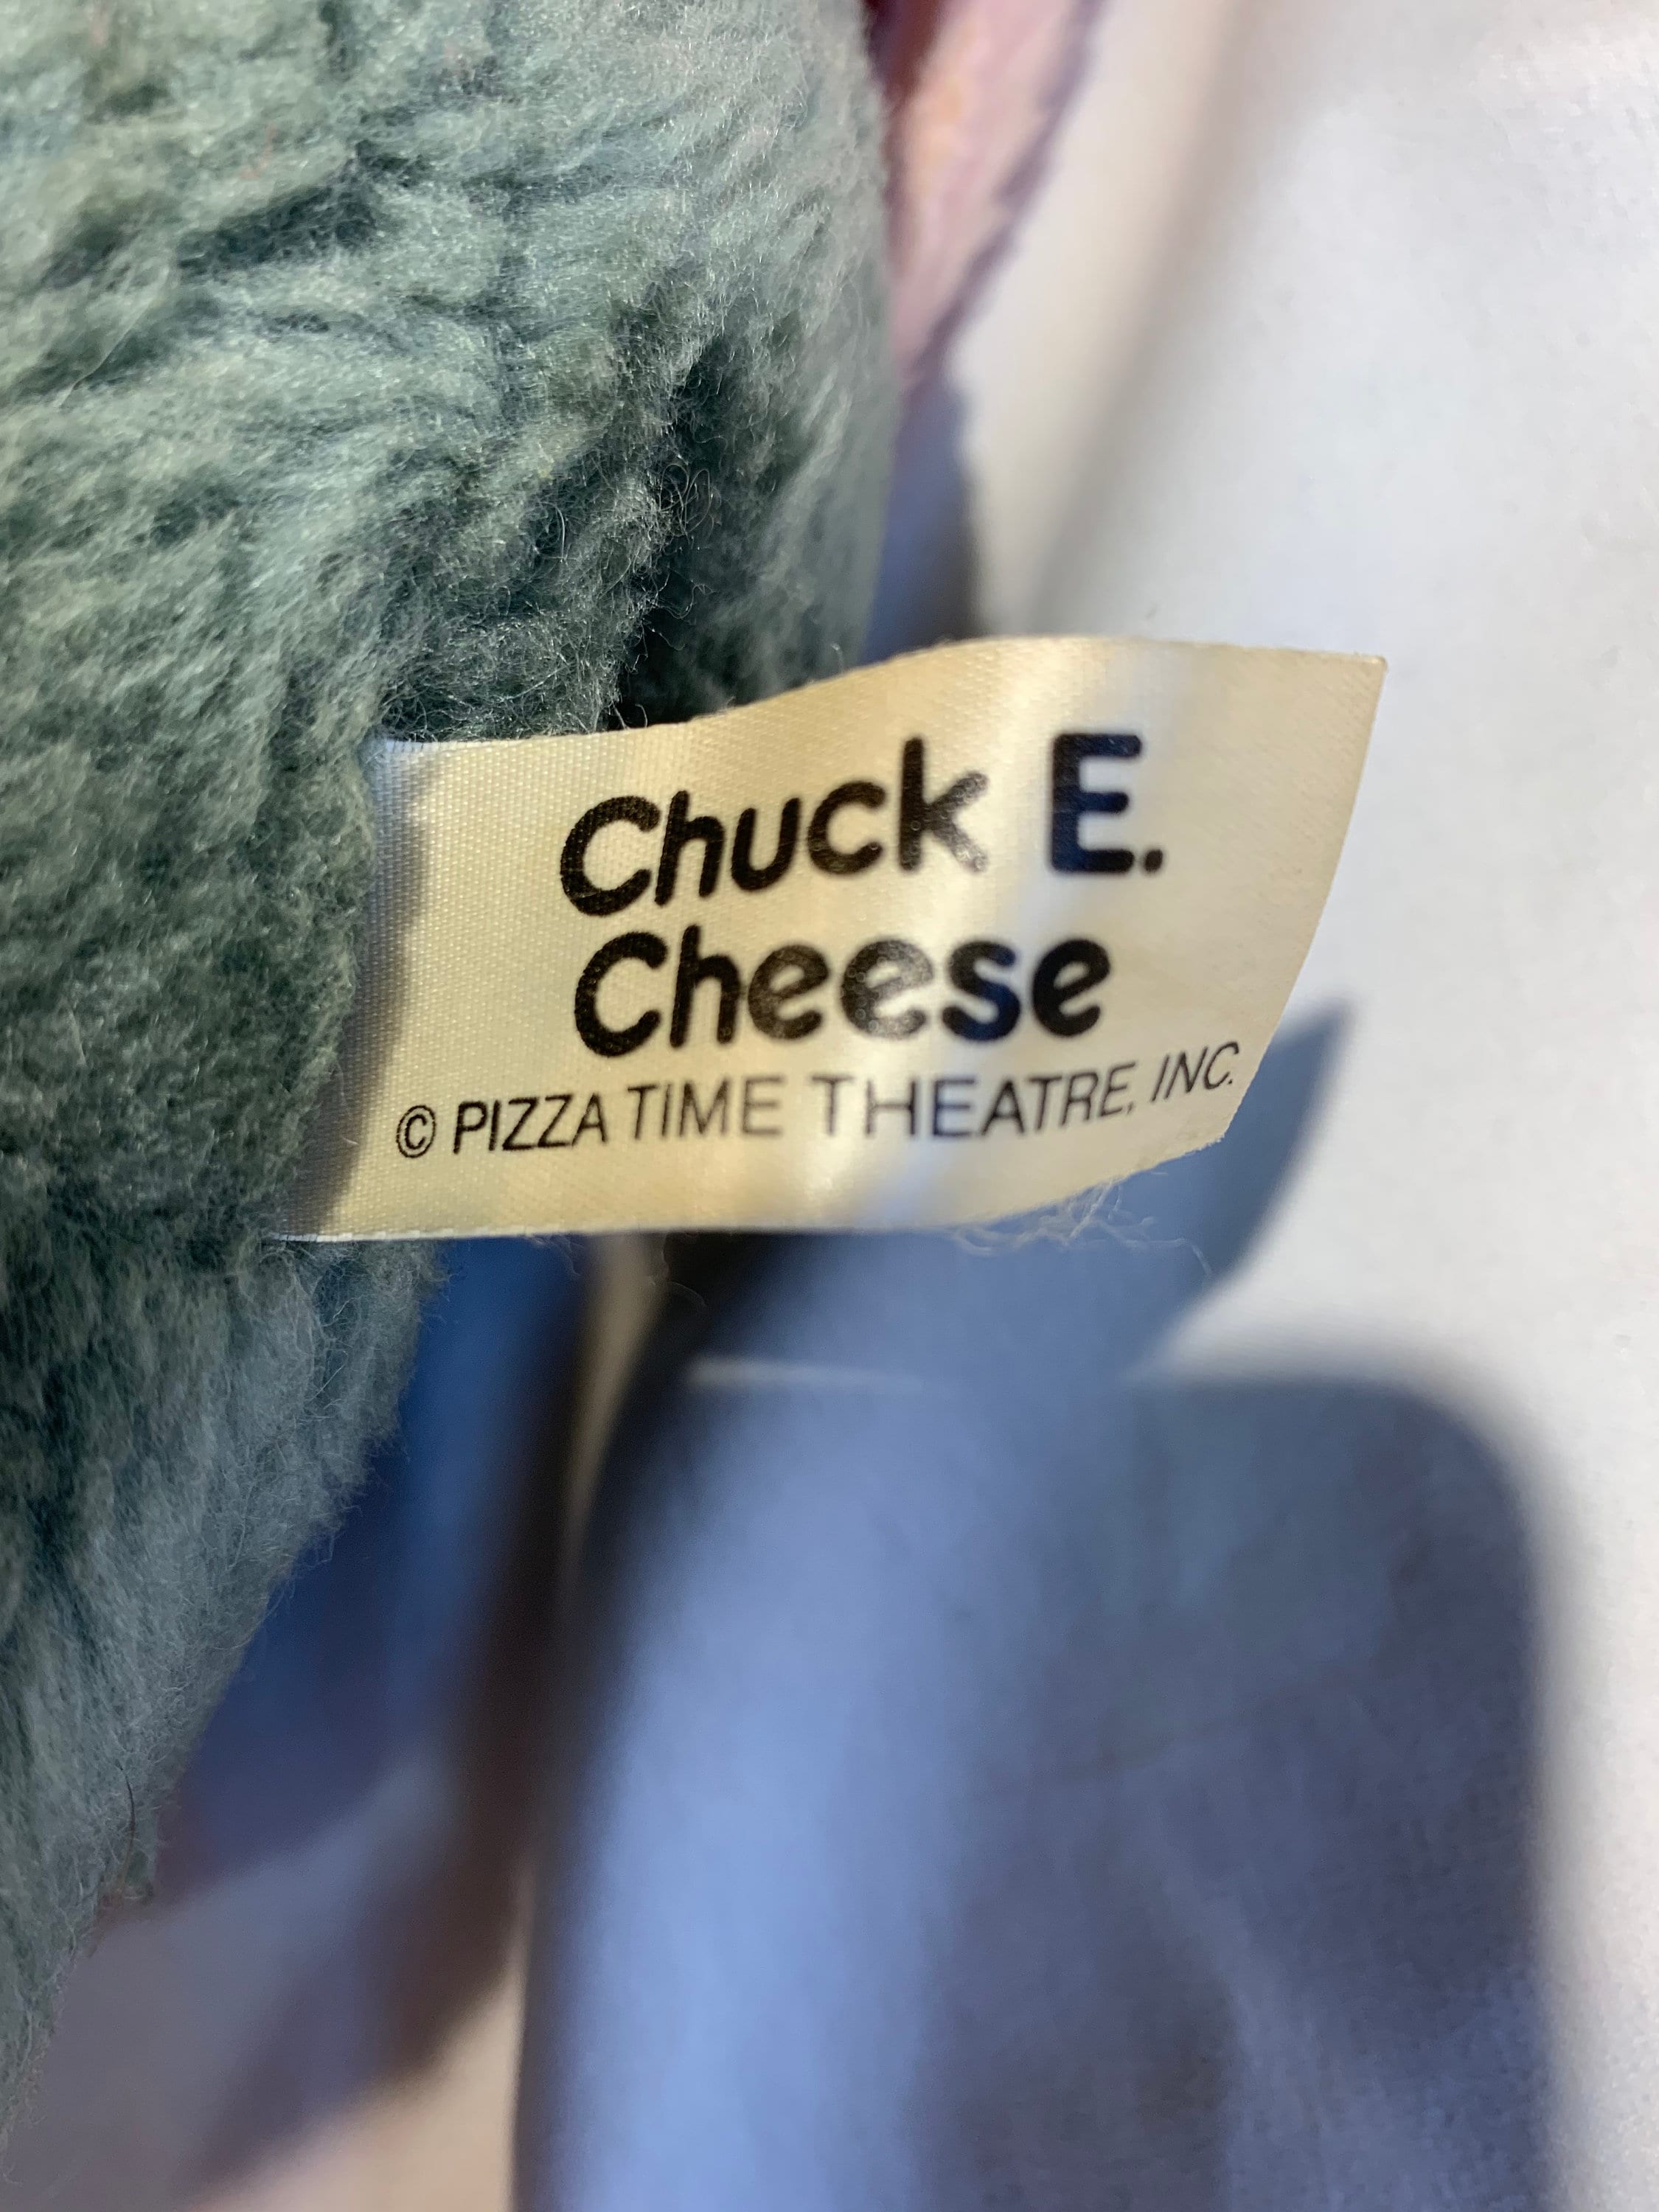 Chuck E.
Cheese
© PIZZA TIME THEATRE, INC.